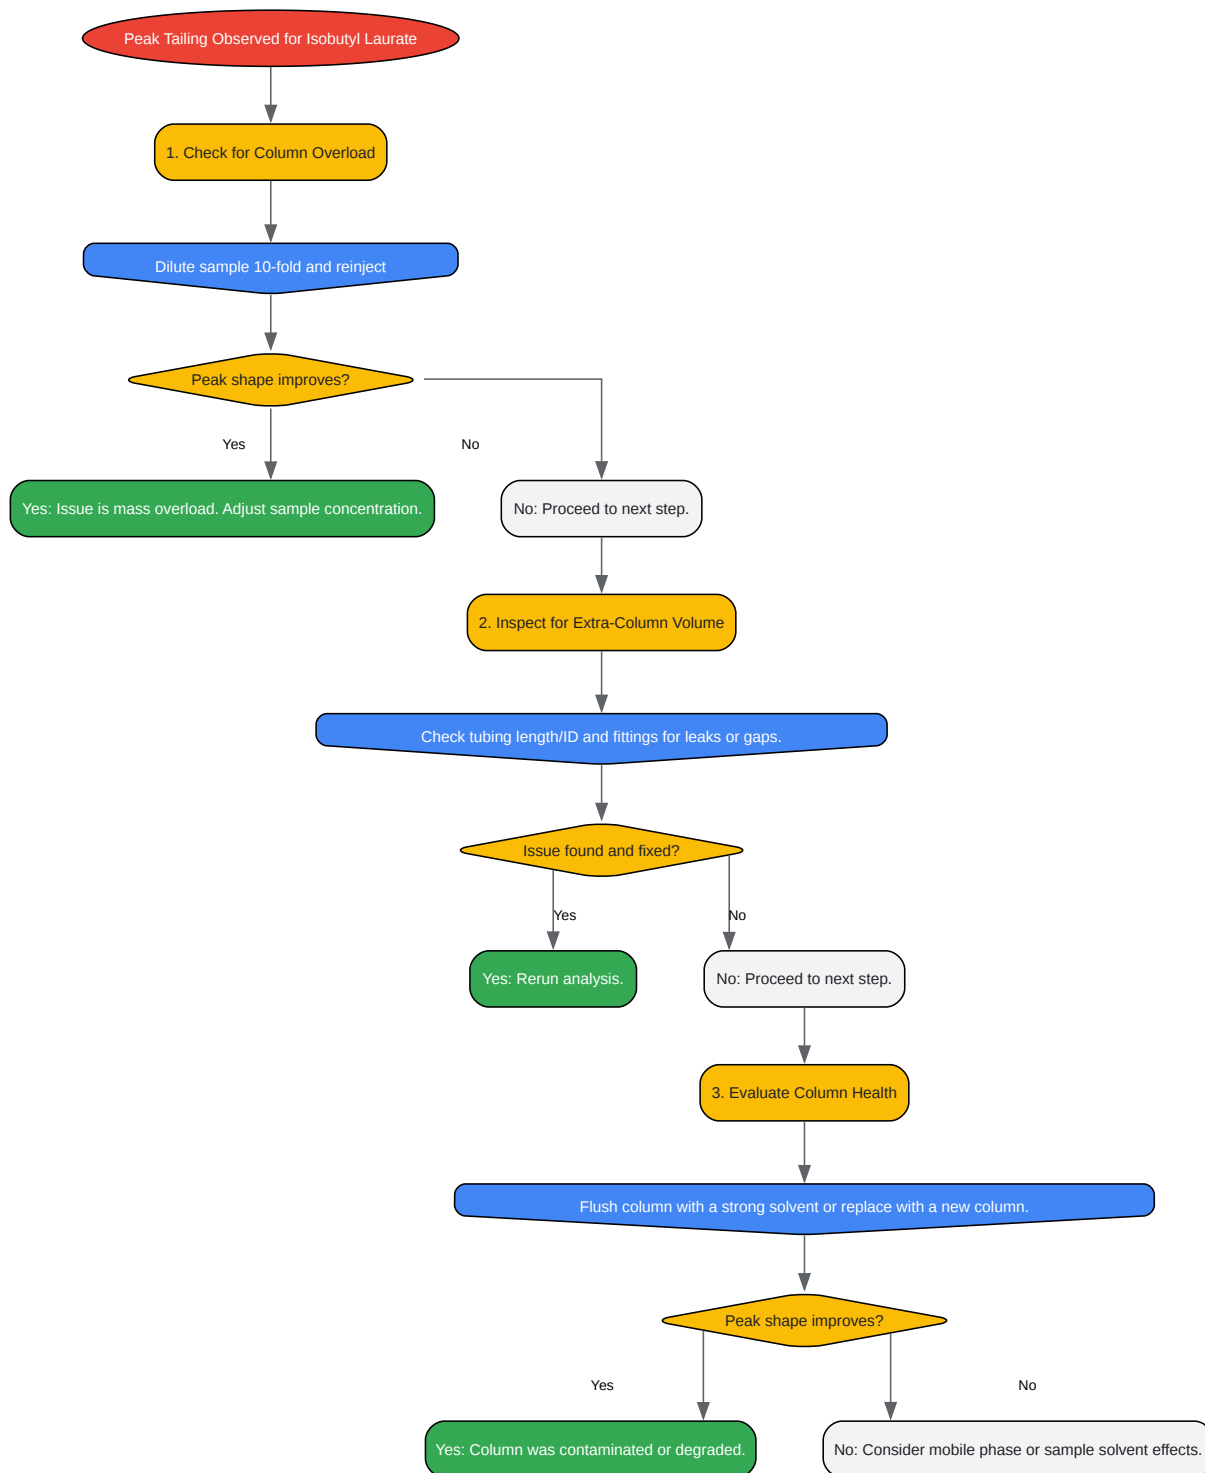 Peak Tailing Observed for Isobutyl Laurate
1. Check for Column Overload
Dilute sample 10-fold and reinject
Peak shape improves?
Yes
No
Yes: Issue is mass overload. Adjust sample concentration.
No: Proceed to next step.
2. Inspect for Extra-Column Volume
Check tubing length/ID and fittings for leaks or gaps.
Issue found and fixed?
Yes
No
Yes: Rerun analysis.
No: Proceed to next step.
3. Evaluate Column Health
Flush column with a strong solvent or replace with a new column.
Peak shape improves?
Yes
No
Yes: Column was contaminated or degraded.
No: Consider mobile phase or sample solvent effects.